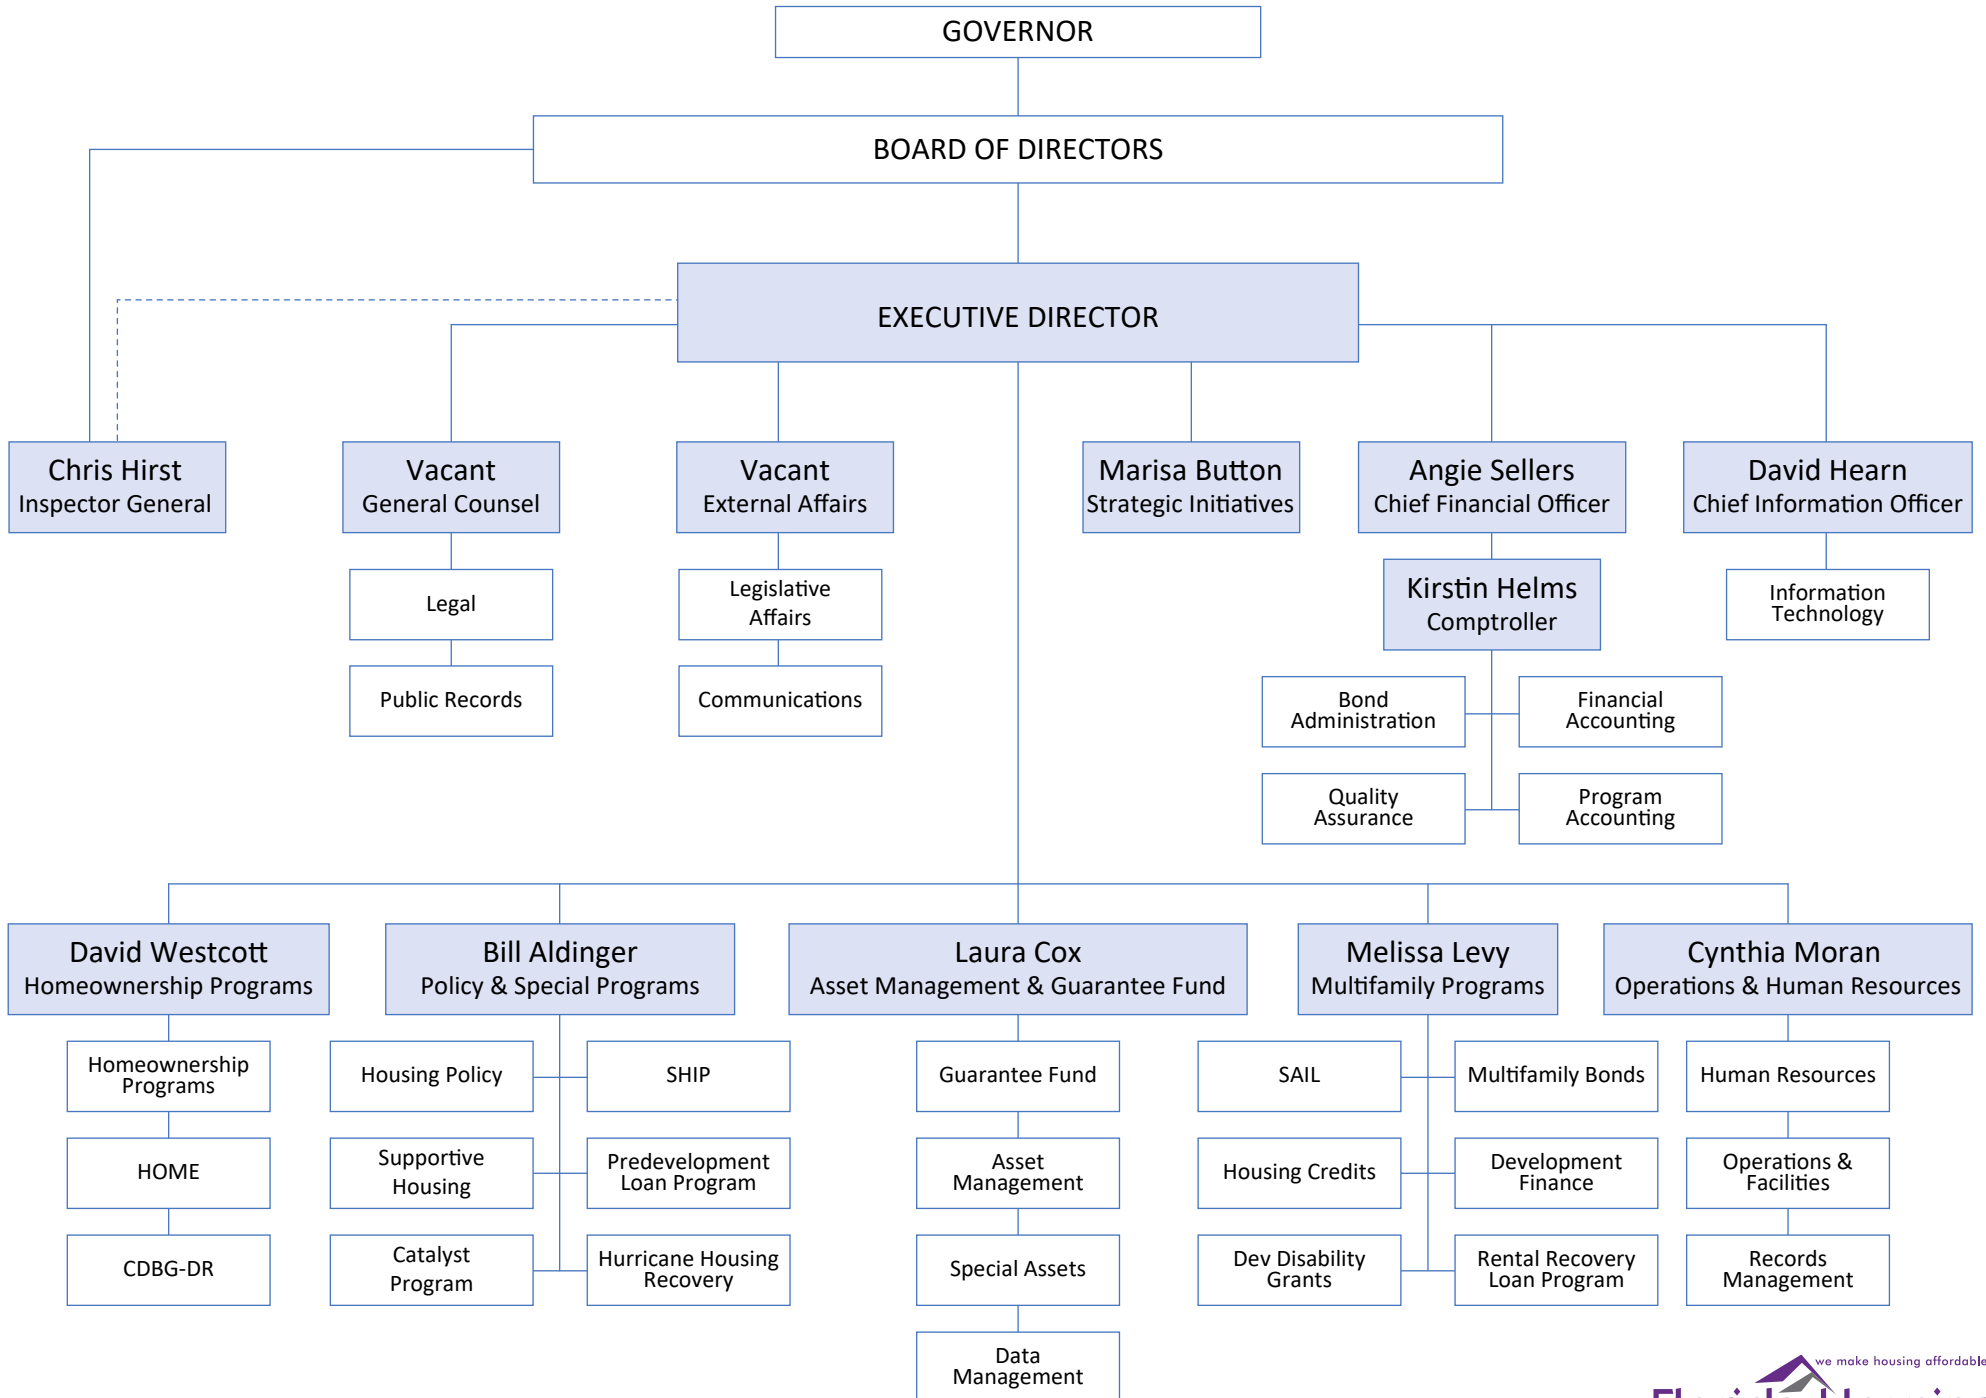 GOVERNOR
BOARD OF DIRECTORS
EXECUTIVE DIRECTOR
Chris Hirst
Inspector General
Vacant
General Counsel
Vacant
External Affairs
Marisa Button
Strategic Initiatives
Angie Sellers
Chief Financial Officer
David Hearn
Chief Information Officer
Legal
Public Records
Legislative
Affairs
Communications
Kirstin Helms
Comptroller
Information
Technology
Bond
Administration
Financial
Accounting
Quality
Assurance
Program
Accounting
David Westcott
Homeownership Programs
Bill Aldinger
Policy & Special Programs
Laura Cox
Asset Management & Guarantee Fund
Melissa Levy
Multifamily Programs
Cynthia Moran
Operations & Human Resources
Homeownership
Programs
HOME
CDBG-DR
Housing Policy
SHIP
Supportive
Housing
Predevelopment
Loan Program
Catalyst
Program
Hurricane Housing
Recovery
Guarantee Fund
Asset
Management
Special Assets
Data
Management
SAIL
Multifamily Bonds
Housing Credits
Development
Finance
Dev Disability
Grants
Rental Recovery
Loan Program
Human Resources
Operations &
Facilities
Records
Management
we make housing affordable